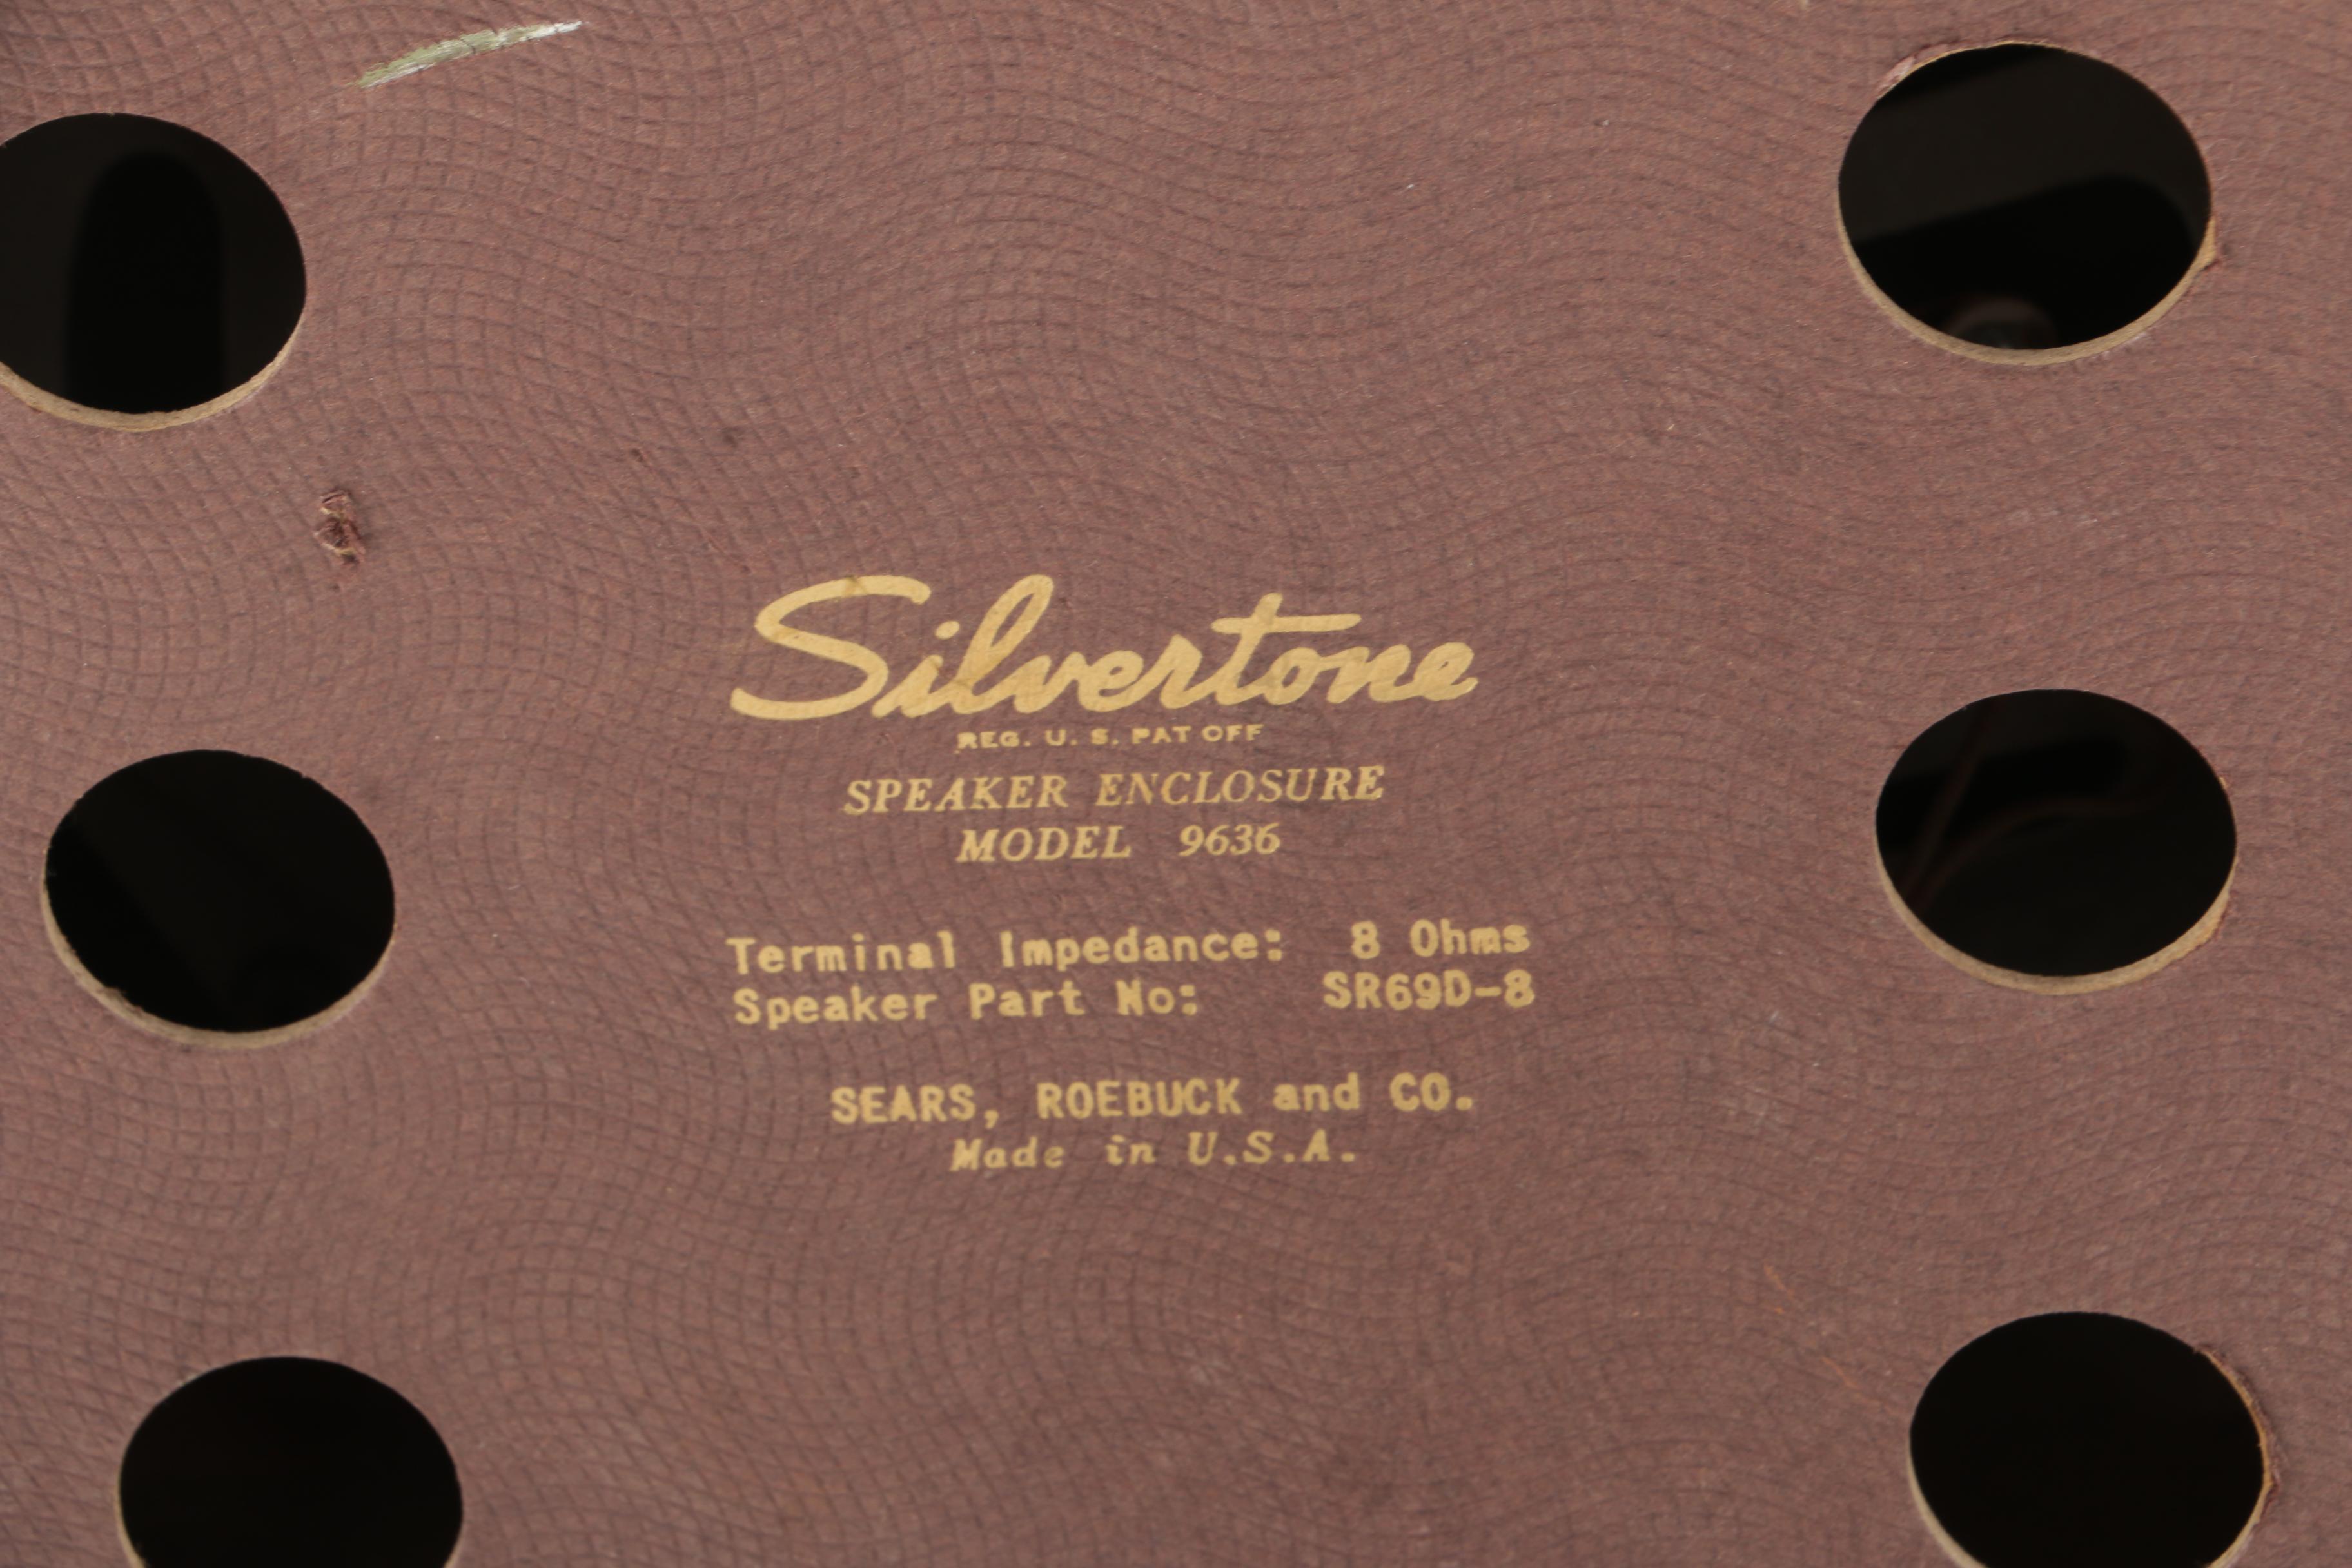 Silvertone
REG. U. S. PAT OFF
SPEAKER ENCLOSURE
MODEL 9636
Terminal Impedance: 8 Ohms
Speaker Part No: SR69D-8
SEARS, ROEBUCK and CO.
Made in U.S.A.